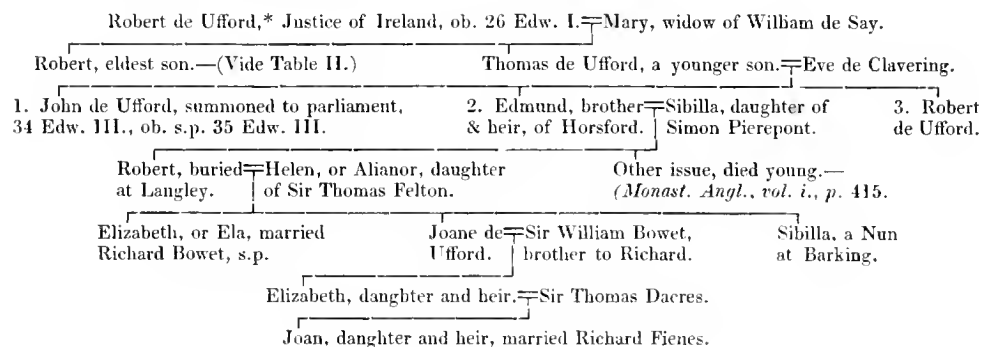 Robert de Ufford,* Justice of Ireland, ob. 26 Edw. I.=Mary, widow of William de Say.
Robert, eldest son.—(Vide Table II.) Thomas de Ufford, a younger son.=Eve de Clavering.
1. John de Ufford, summoned to parliament, 2. Edmund, brother=Sibilla, daughter of 3. Robert
34 Edw. III., ob. s.p. 35 Edw. III. & heir, of Horsford. Simon Pierepont. de Ufford.
Robert, buried=Helen, or Alianor, daughter Other issue, died young.—
at Langley. of Sir Thomas Felton. (Monast. Angl., vol. i., p. 415.
Elizabeth, or Ela, married Joane de=Sir William Bowet, Sibilla, a Nun
Richard Bowet, s.p. Ufford. brother to Richard. at Barking.
Elizabeth, daughter and heir.=Sir Thomas Dacres.
Joan, daughter and heir, married Richard Fienes.